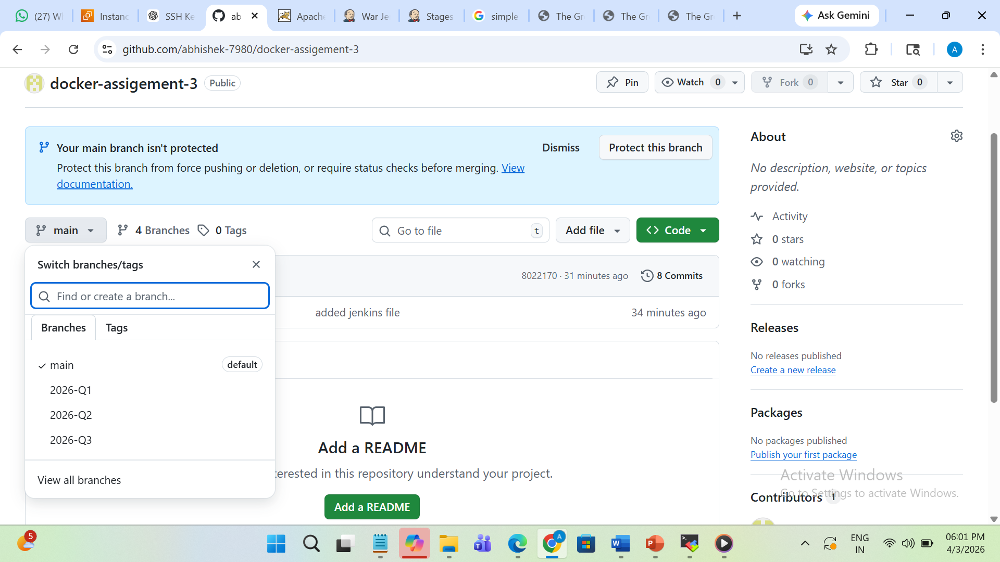 (27) W
Instanc
SSH Ke
ab
Apach
War Je
Stages
simple
The Gr
The Gr
The Gr
Ask Gemini
github.com/abhishek-7980/docker-assigement-3
A
docker-assigement-3 Public
Pin
Watch 0
Fork 0
Star 0
Your main branch isn't protected
Protect this branch from force pushing or deletion, or require status checks before merging. View
documentation.
Dismiss
Protect this branch
main
4 Branches
0 Tags
Go to file t
Add file
Code
Switch branches/tags
Find or create a branch...
Branches
Tags
main default
2026-Q1
2026-Q2
2026-Q3
View all branches
8022170 · 31 minutes ago
8 Commits
added jenkins file
34 minutes ago
Add a README
terested in this repository understand your project.
Add a README
About
No description, website, or topics
provided.
Activity
0 stars
0 watching
0 forks
Releases
No releases published
Create a new release
Packages
No packages published
Publish your first package
Contributors 1
Activate Windows
Go to Settings to activate Windows.
5
A
ENG
IN
06:01 PM
4/3/2026